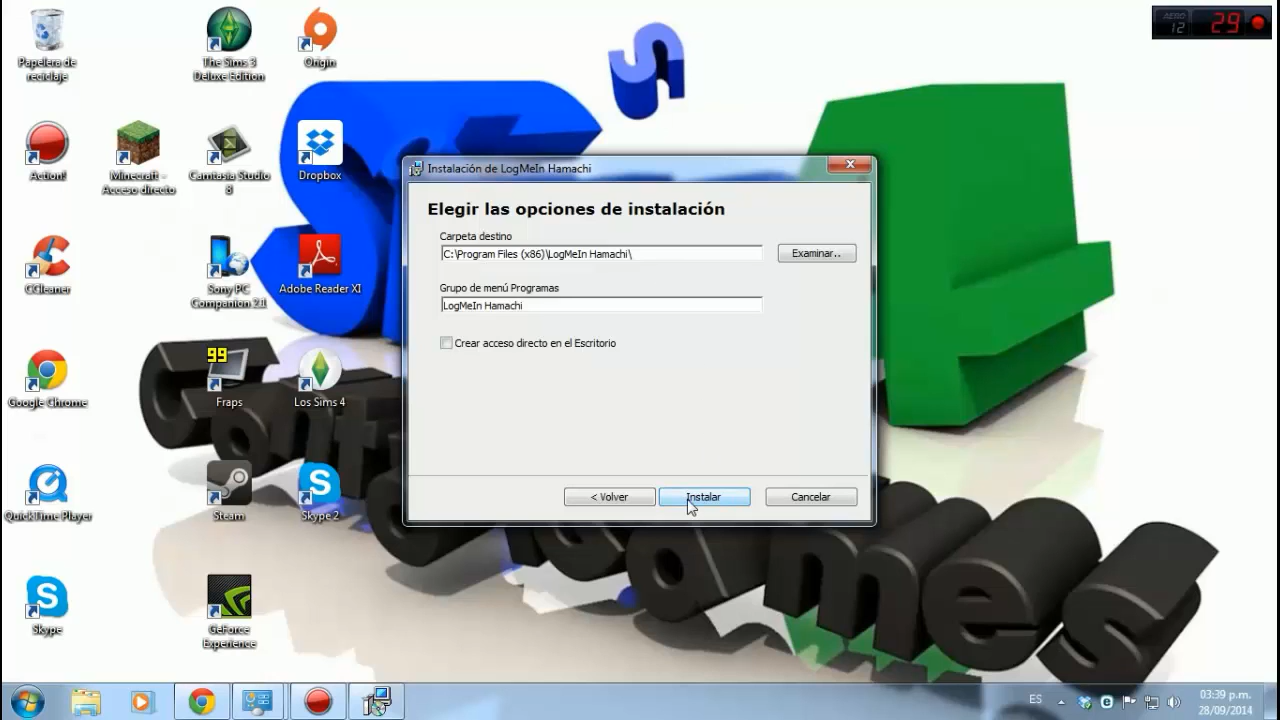 AERO
12
29
Papelera de
reciclaje
The Sims 3
Deluxe Edition
Origin
Action!
Minecraft -
Acceso directo
Camtasia Studio
8
Dropbox
CCleaner
Sony PC
Companion 2.1
Adobe Reader XI
Google Chrome
99
Fraps
Los Sims 4
QuickTime Player
Steam
Skype 2
Skype
GeForce
Experience
Instalación de LogMeIn Hamachi
Elegir las opciones de instalación
Carpeta destino
C:\Program Files (x86)\LogMeIn Hamachi\
Examinar..
Grupo de menú Programas
LogMeIn Hamachi
Crear acceso directo en el Escritorio
< Volver
Instalar
Cancelar
ES
03:39 p.m.
28/09/2014